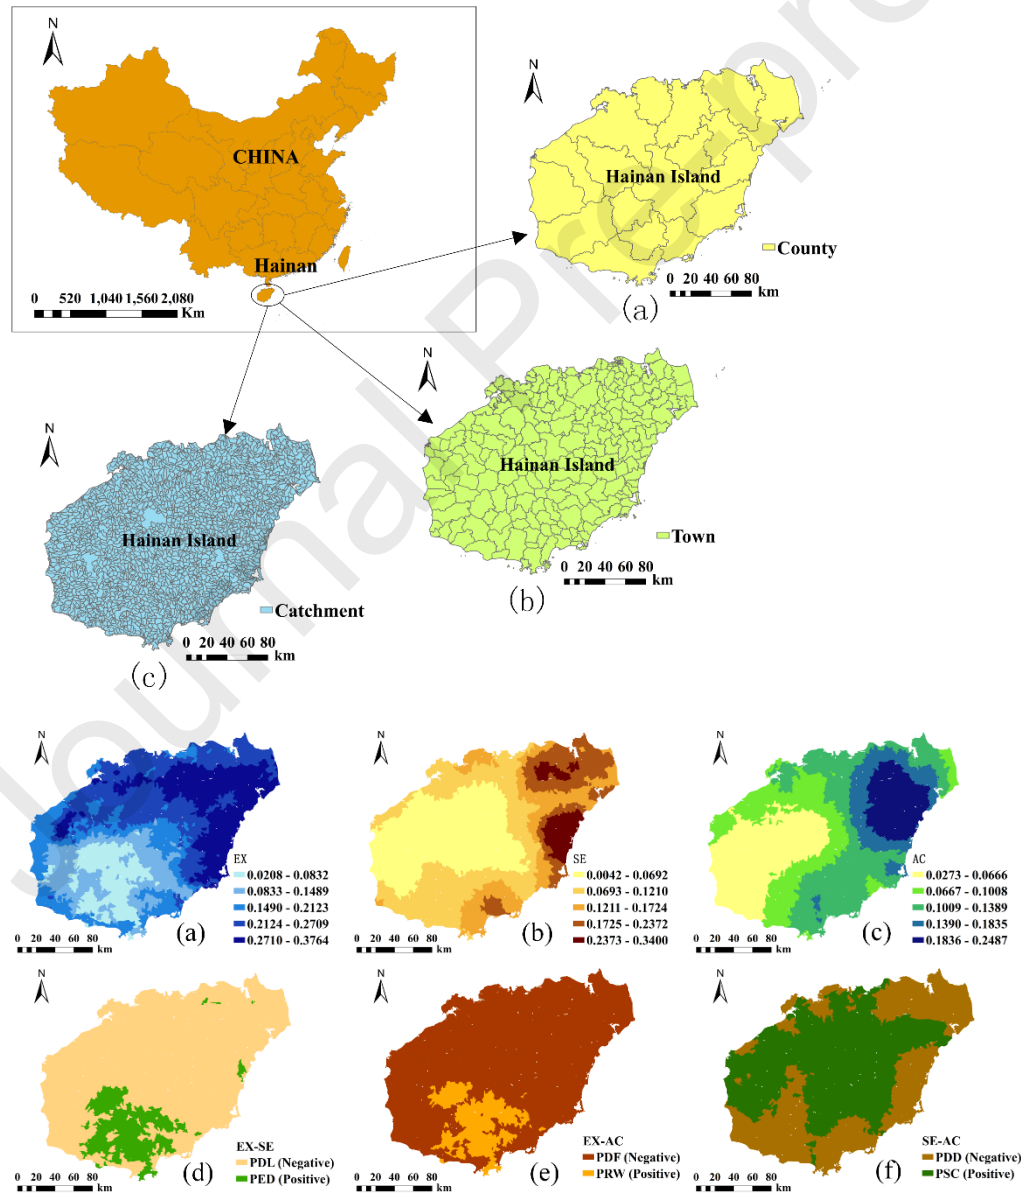 Journal Pre-pro
N
CHINA
Hainan
0 520 1,040 1,560 2,080
Km
N
Hainan Island
County
0 20 40 60 80
km
(a)
N
Hainan Island
Town
0 20 40 60 80
km
(b)
N
Hainan Island
Catchment
0 20 40 60 80
km
(c)
N
EX
0.0208 - 0.0832
0.0833 - 0.1489
0.1490 - 0.2123
0.2124 - 0.2709
0.2710 - 0.3764
0 20 40 60 80
km
(a)
N
SE
0.0042 - 0.0692
0.0693 - 0.1210
0.1211 - 0.1724
0.1725 - 0.2372
0.2373 - 0.3400
0 20 40 60 80
km
(b)
N
AC
0.0273 - 0.0666
0.0667 - 0.1008
0.1009 - 0.1389
0.1390 - 0.1835
0.1836 - 0.2487
0 20 40 60 80
km
(c)
N
EX-SE
PDL (Negative)
PED (Positive)
0 20 40 60 80
km
(d)
N
EX-AC
PDF (Negative)
PRW (Positive)
0 20 40 60 80
km
(e)
N
SE-AC
PDD (Negative)
PSC (Positive)
0 20 40 60 80
km
(f)